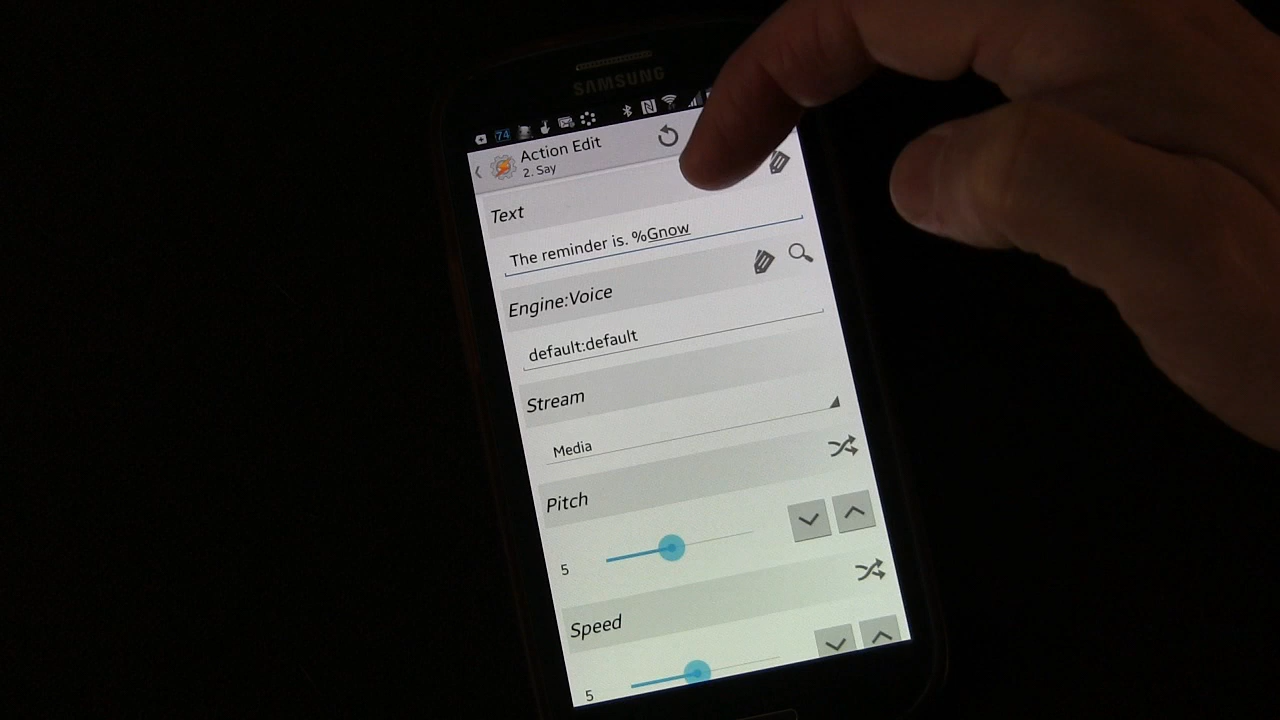 SAMSUNG
74
Action Edit
2. Say
Text
The reminder is. %Gnow
Engine:Voice
default:default
Stream
Media
Pitch
5
Speed
5